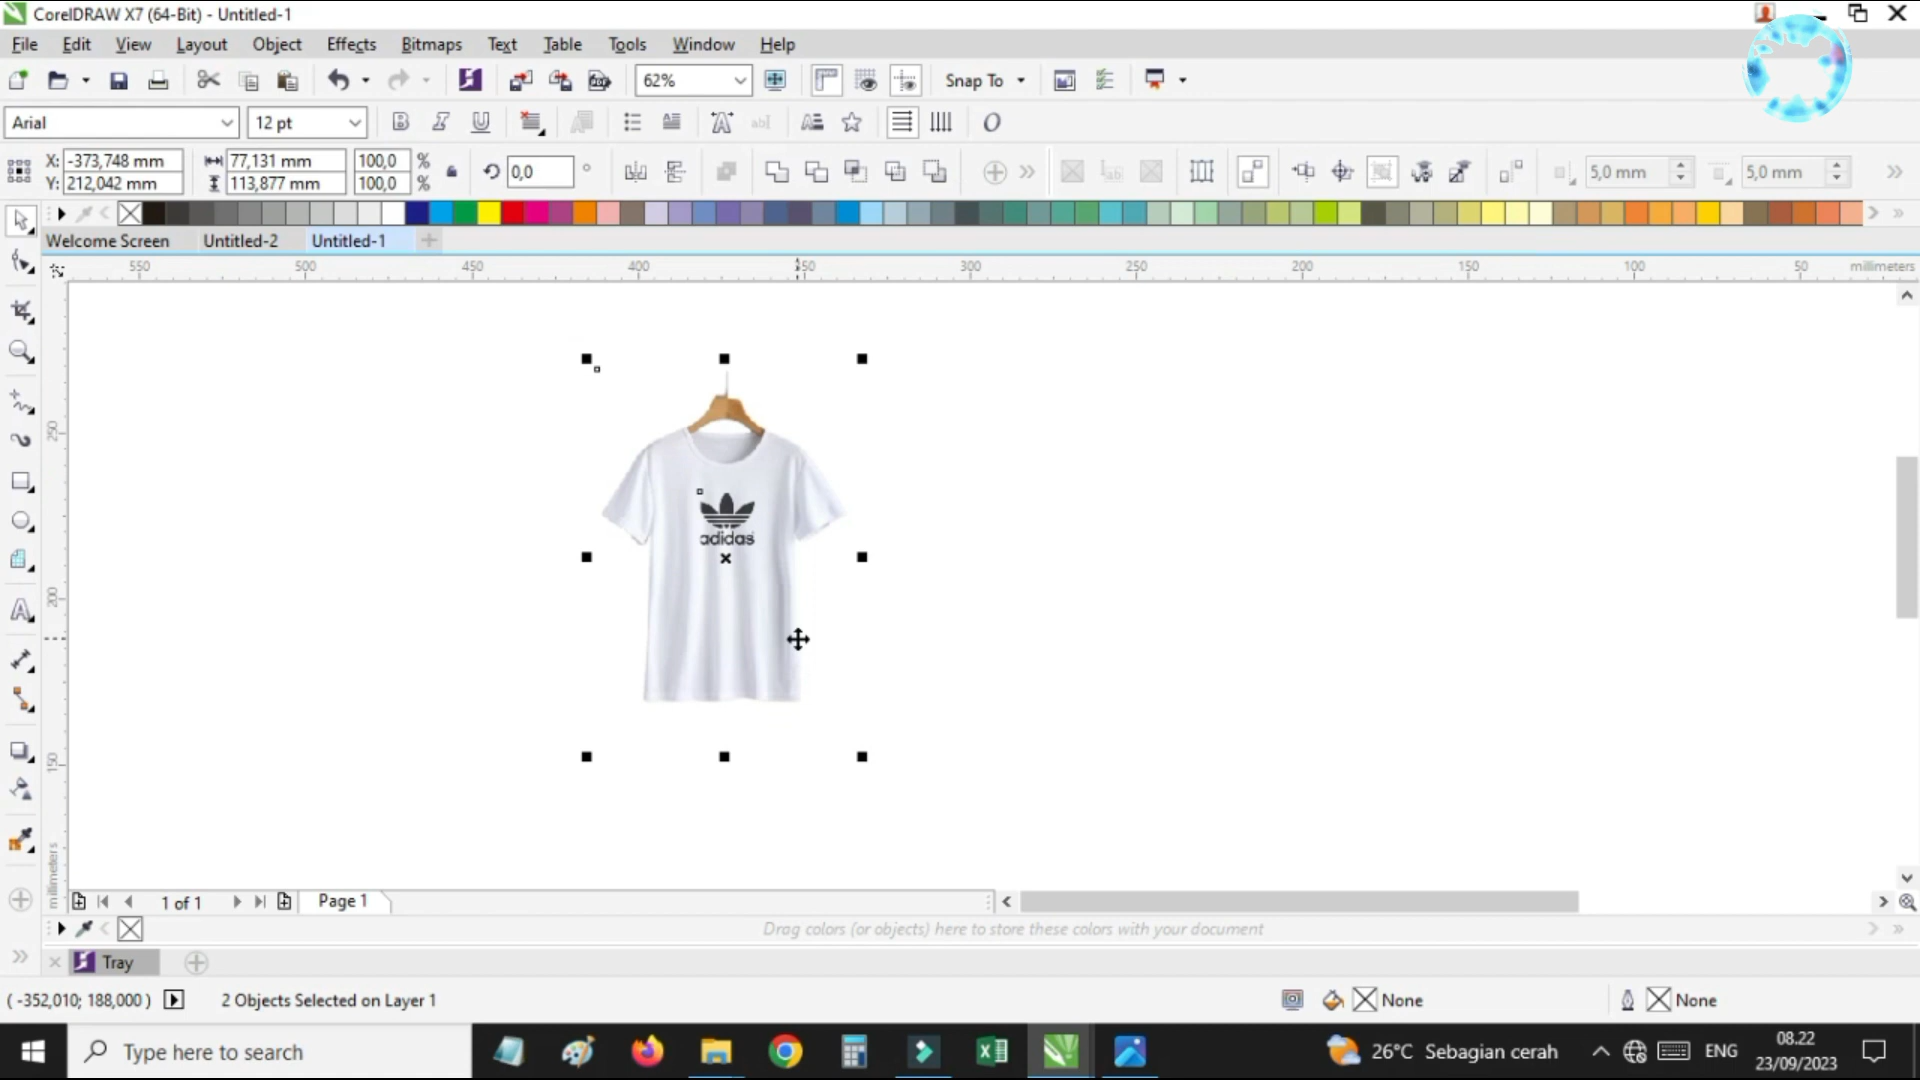 CorelDRAW X7 (64-Bit) - Untitled-1
File Edit View Layout Object Effects Bitmaps Text Table Tools Window Help
62% Snap To
Arial 12 pt
X: -373,748 mm 77,131 mm 100,0 % 0,0 ° 5,0 mm 5,0 mm
Y: 212,042 mm 113,877 mm 100,0 %
Welcome Screen Untitled-2 Untitled-1
550 500 450 400 350 300 250 200 150 100 50 millimeters
250
adidas
200
150
millimeters
1 of 1 Page 1
Drag colors (or objects) here to store these colors with your document
Tray
( -352,010; 188,000 ) 2 Objects Selected on Layer 1 None None
Type here to search 26°C Sebagian cerah ENG 08.22
23/09/2023